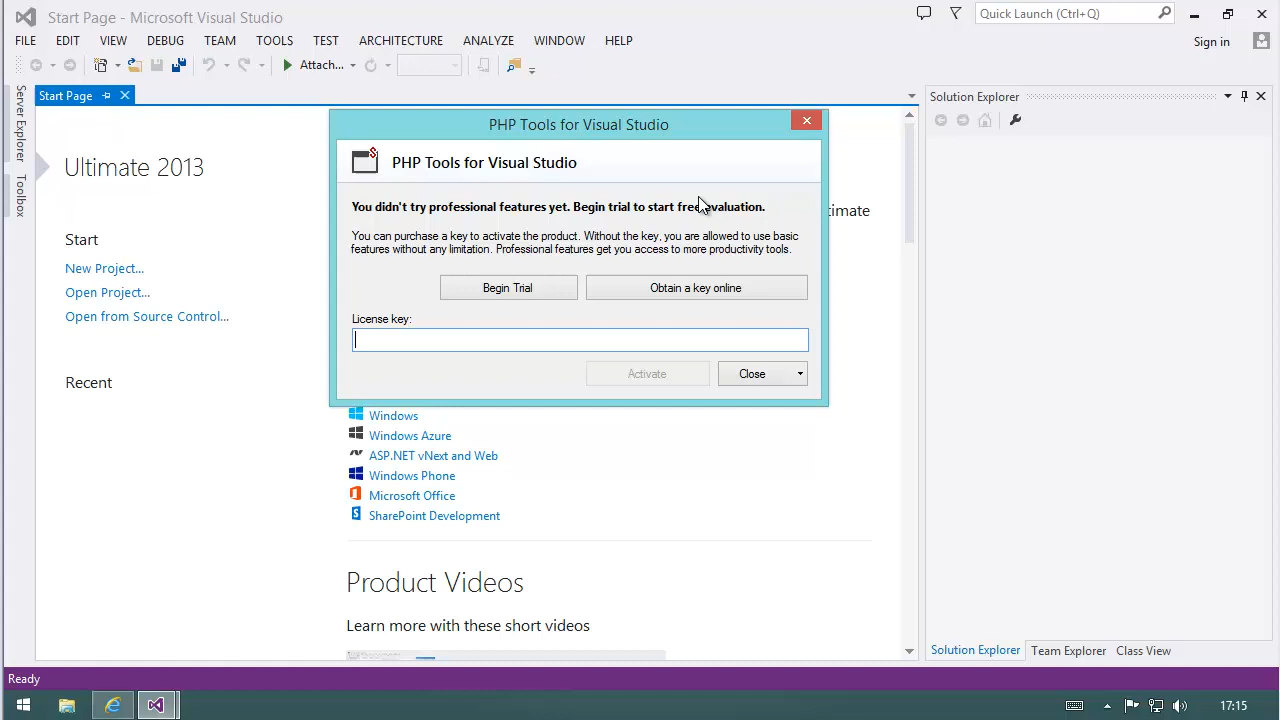 Start Page - Microsoft Visual Studio
Quick Launch (Ctrl+Q)
FILE EDIT VIEW DEBUG TEAM TOOLS TEST ARCHITECTURE ANALYZE WINDOW HELP
Sign in
Attach...
Server Explorer
Toolbox
Start Page
Solution Explorer
Ultimate 2013
Start
New Project...
Open Project...
Open from Source Control...
Recent
PHP Tools for Visual Studio
PHP Tools for Visual Studio
You didn't try professional features yet. Begin trial to start free evaluation.
You can purchase a key to activate the product. Without the key, you are allowed to use basic
features without any limitation. Professional features get you access to more productivity tools.
Begin Trial
Obtain a key online
License key:
Activate
Close
Windows
Windows Azure
ASP.NET vNext and Web
Windows Phone
Microsoft Office
SharePoint Development
Product Videos
Learn more with these short videos
Solution Explorer Team Explorer Class View
Ready
17:15